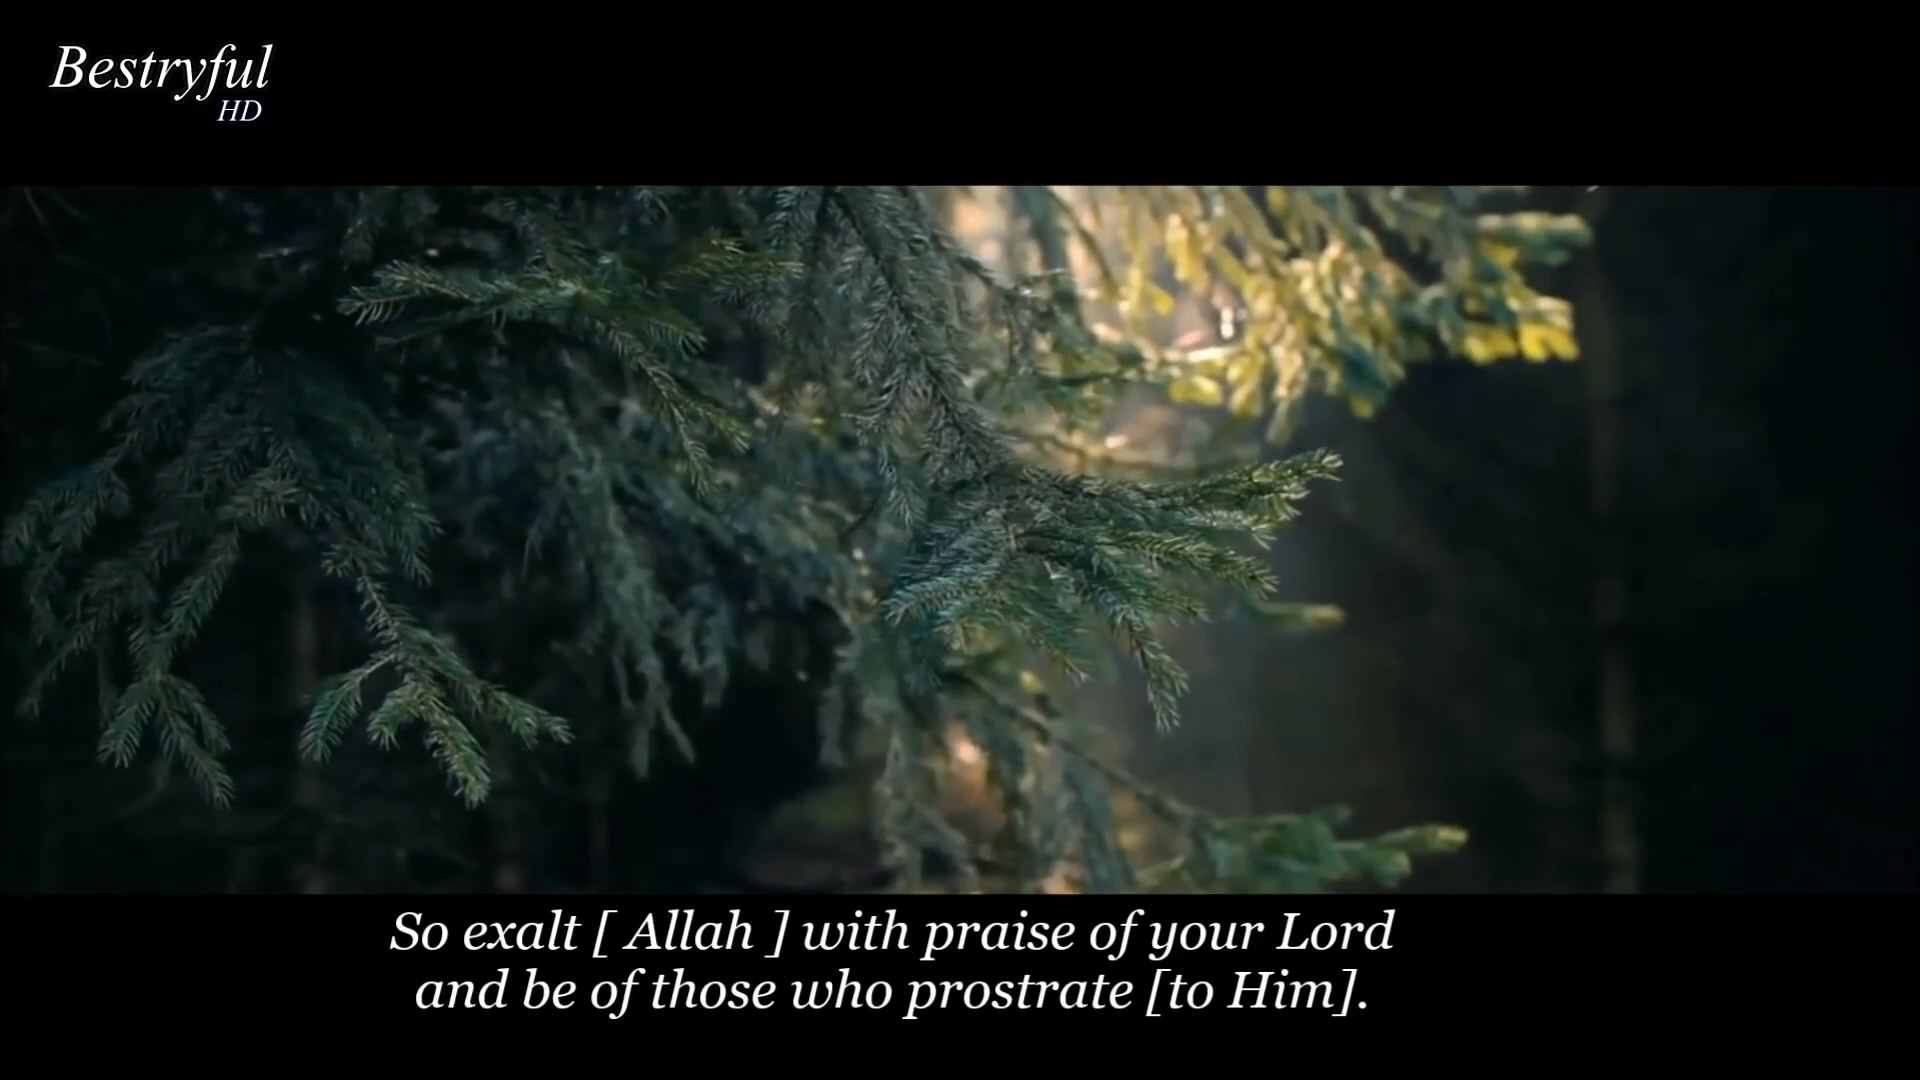 Bestryful
HD
So exalt [ Allah ] with praise of your Lord
and be of those who prostrate [to Him].